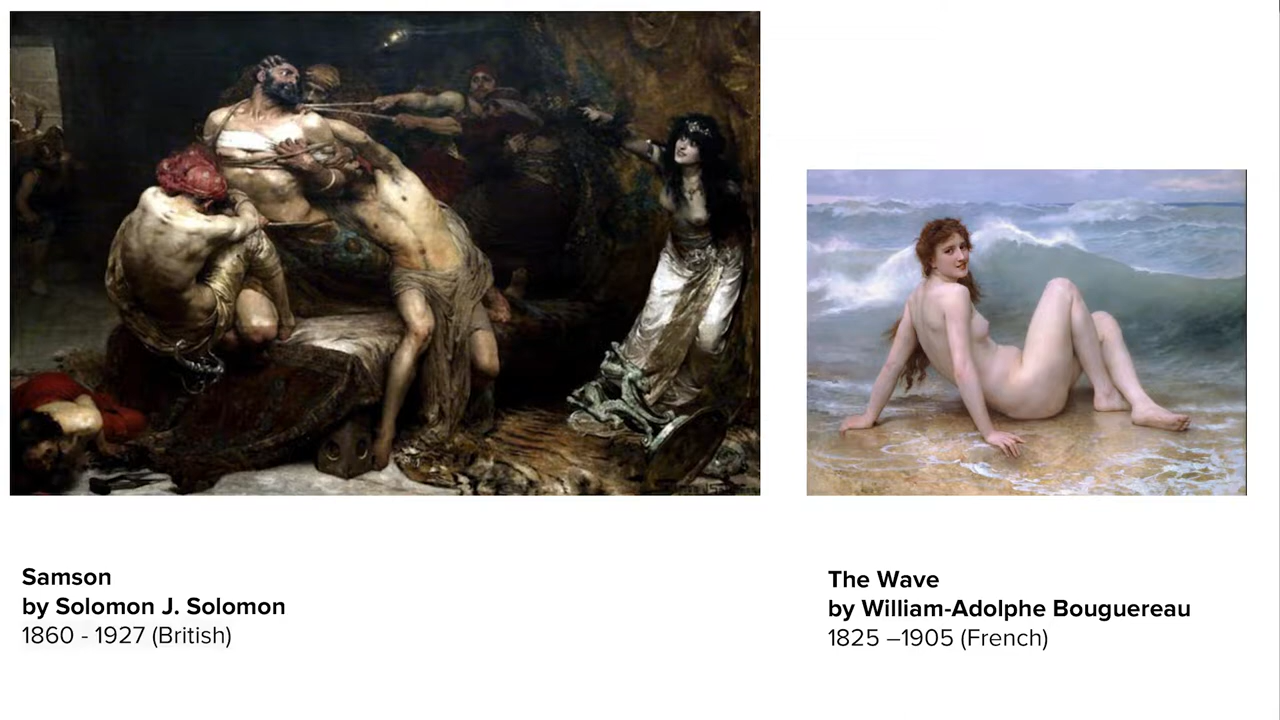 Samson
by Solomon J. Solomon
1860 - 1927 (British)
The Wave
by William-Adolphe Bouguereau
1825 –1905 (French)